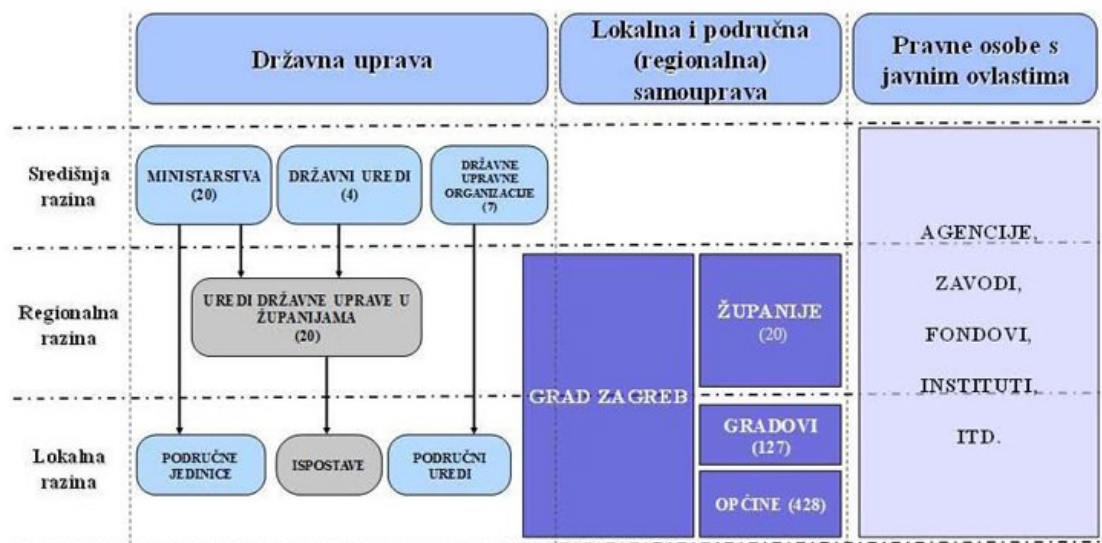 Državna uprava
Lokalna i područna
(regionalna)
samouprava
Pravne osobe s
javnim ovlastima
Središnja
razina
MINISTARSTVA
(20)
DRŽAVNI UREDI
(4)
DRŽAVNE
UPRAVNE
ORGANIZACIJE
(7)
Regionalna
razina
UREDI DRŽAVNE UPRAVE U
ŽUPANIJAMA
(20)
GRAD ZAGREB
ŽUPANIJE
(20)
Lokalna
razina
PODRUČNE
JEDINICE
ISPOSTAVE
PODRUČNI
UREDI
GRADOVI
(127)
OPĆINE (428)
AGENCIJE,
ZAVODI,
FONDOVI,
INSTITUTI,
ITD.